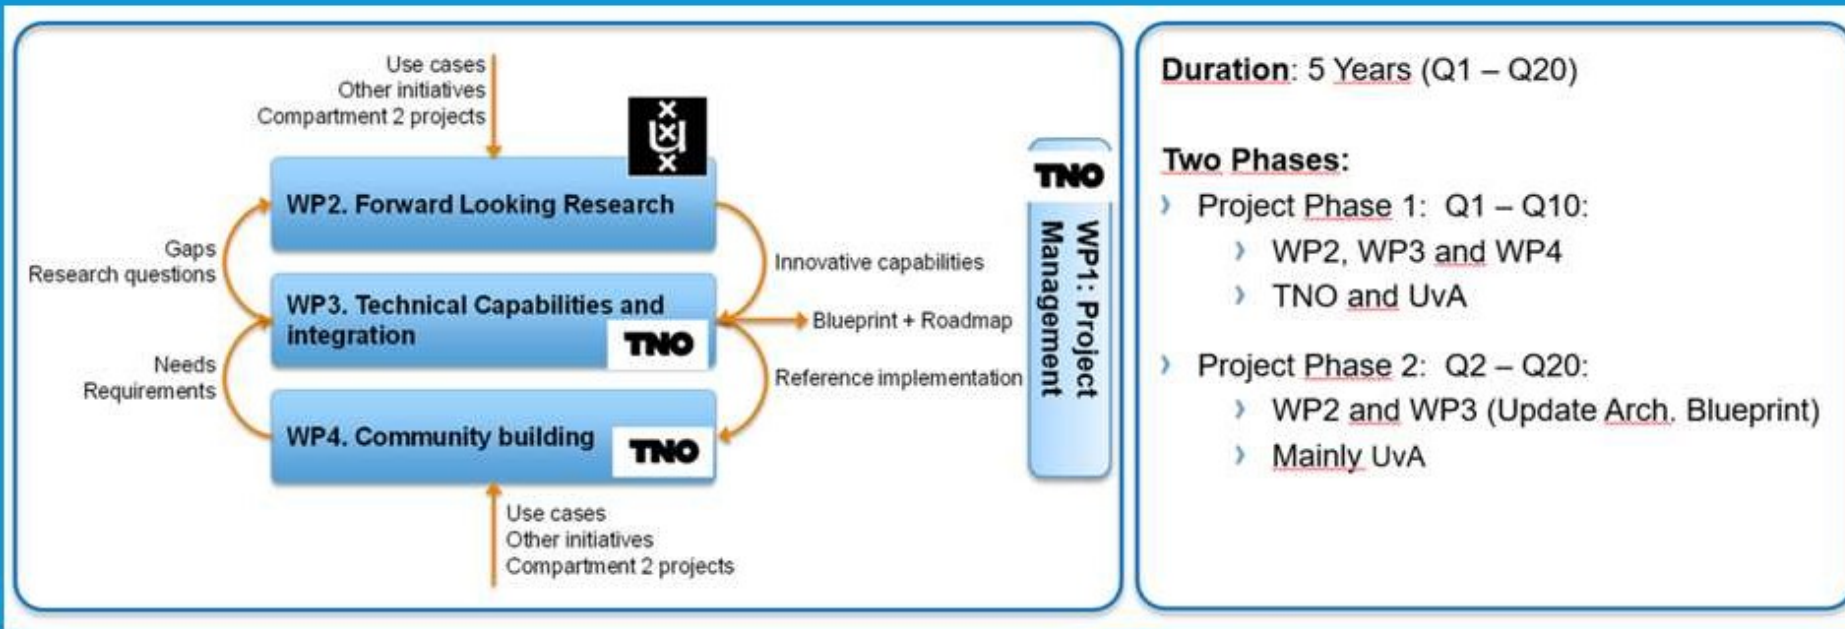 Use cases
Other initiatives
Compartment 2 projects
WP2. Forward Looking Research
Gaps
Research questions
Innovative capabilities
WP3. Technical Capabilities and
integration
TNO
Blueprint + Roadmap
Needs
Requirements
Reference implementation
WP4. Community building
TNO
Use cases
Other initiatives
Compartment 2 projects
TNO
WP1: Project
Management
Duration: 5 Years (Q1 – Q20)
Two Phases:
Project Phase 1: Q1 – Q10:
WP2, WP3 and WP4
TNO and UvA
Project Phase 2: Q2 – Q20:
WP2 and WP3 (Update Arch. Blueprint)
Mainly UvA